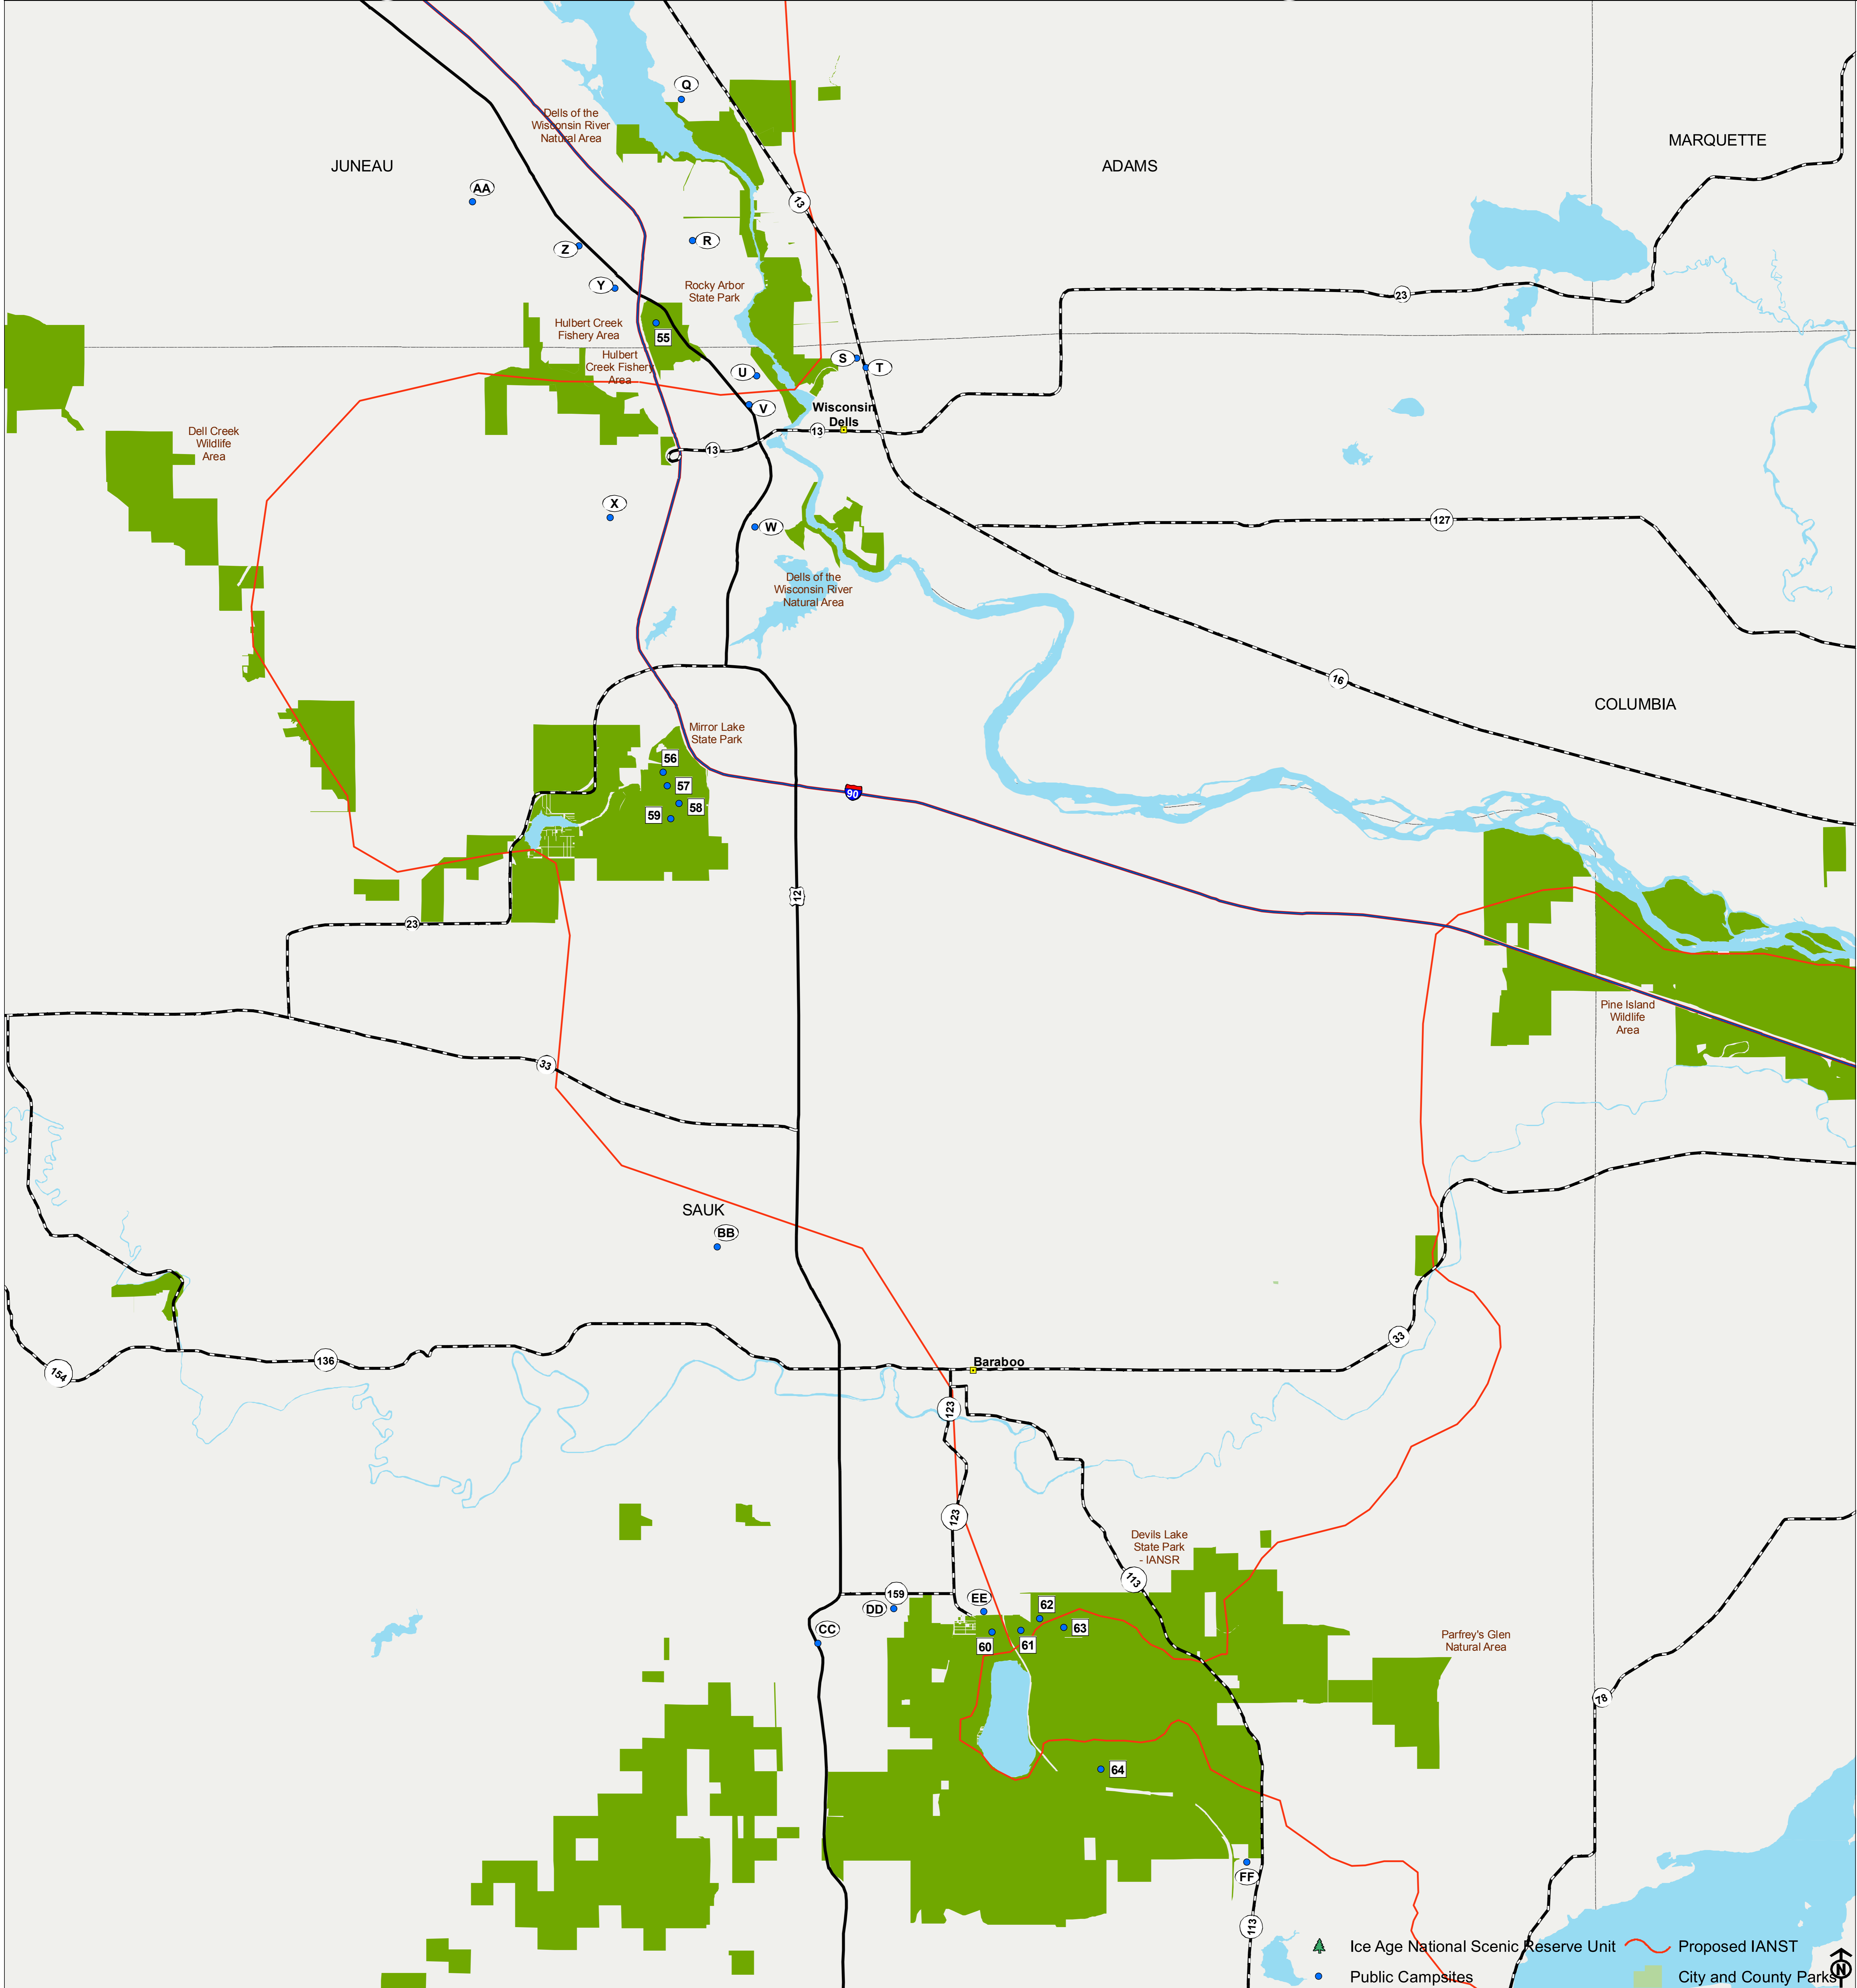 Q
Dells of the
Wisconsin River
Natural Area
MARQUETTE
JUNEAU
ADAMS
AA
13
R
Z
Y
Rocky Arbor
State Park
23
Hulbert Creek
Fishery Area
55
Hulbert
Creek Fishery
Area
S
T
U
V
Wisconsin
Dells
13
13
Dell Creek
Wildlife
Area
X
W
127
Dells of the
Wisconsin River
Natural Area
16
COLUMBIA
Mirror Lake
State Park
56
57
58
59
90
12
23
Pine Island
Wildlife
Area
33
SAUK
BB
33
136
154
Baraboo
123
123
Devils Lake
State Park
- IANSR
113
159
DD
EE
62
63
CC
60
61
Parfrey's Glen
Natural Area
78
64
FF
113
Ice Age National Scenic Reserve Unit
Proposed IANST
Public Campsites
City and County Parks
N